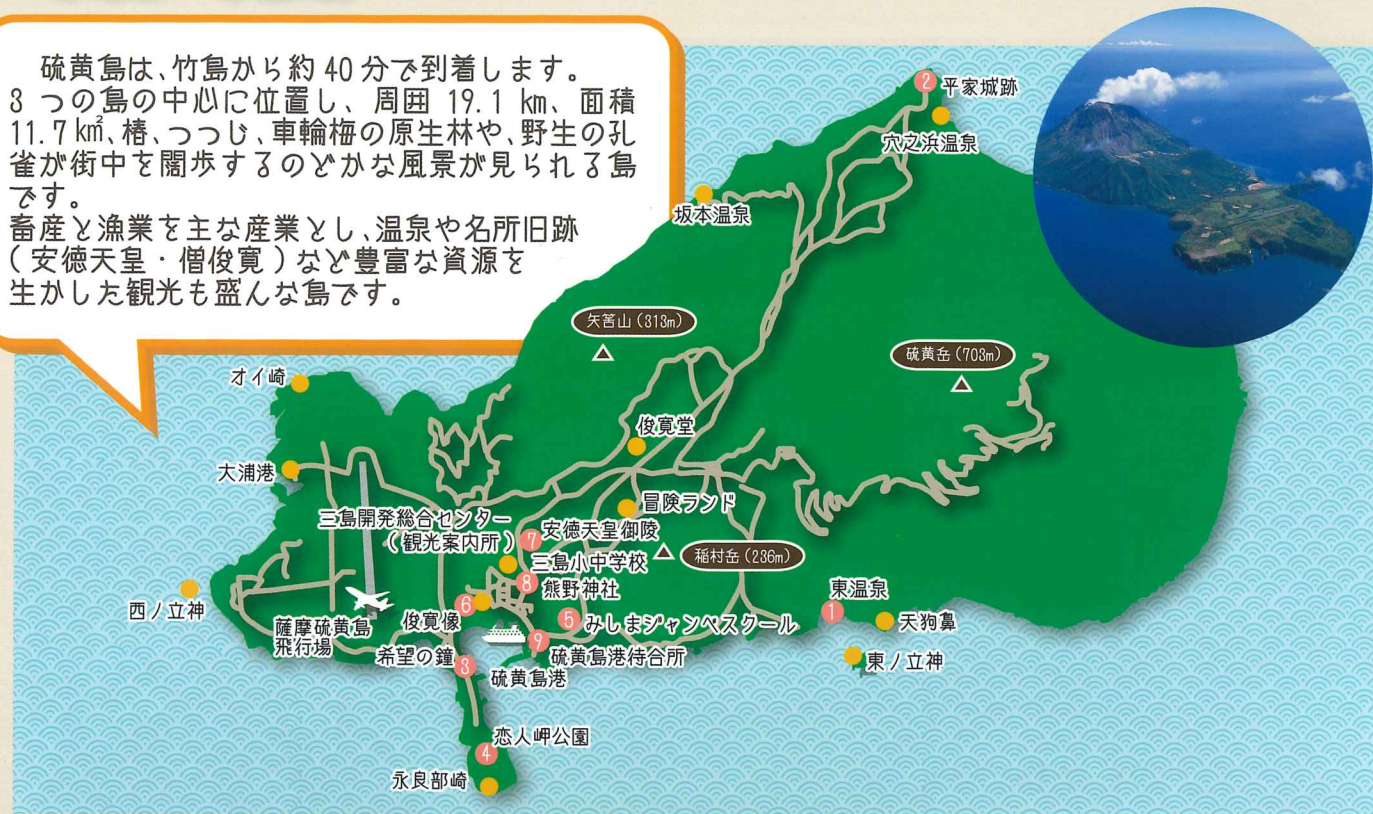 硫黄島は、竹島から約40分で到着します。
3つの島の中心に位置し、周囲 19.1 km、面積
11.7㎢、椿、つつじ、車輪梅の原生林や、野生の孔
雀が街中を闊歩するのどかな風景が見られる島
です。
畜産と漁業を主な産業とし、温泉や名所旧跡
(安徳天皇・僧俊寛)など豊富な資源を
生かした観光も盛んな島です。
2 平家城跡
穴之浜温泉
坂本温泉
矢筈山(313m)
硫黄岳(703m)
オイ崎
俊寛堂
大浦港
冒険ランド
三島開発総合センター
(観光案内所)
7 安徳天皇御陵
稲村岳(236m)
三島小中学校
8 熊野神社
東温泉
1
西ノ立神
薩摩硫黄島
飛行場
6
俊寛像
5 みしまジャンベスクール
天狗鼻
9
硫黄島港待合所
東ノ立神
希望の鐘 3
硫黄島港
恋人岬公園
4
永良部崎